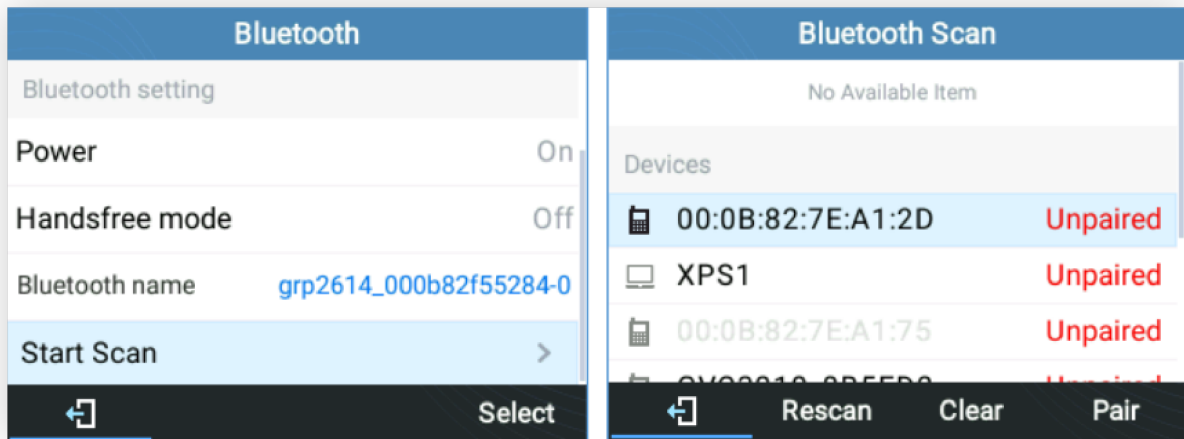 Bluetooth
Bluetooth setting
Power On
Handsfree mode Off
Bluetooth name grp2614_000b82f55284-0
Start Scan
Select
Bluetooth Scan
No Available Item
Devices
00:0B:82:7E:A1:2D Unpaired
XPS1 Unpaired
00:0B:82:7E:A1:75 Unpaired
Unpaired
Rescan Clear Pair